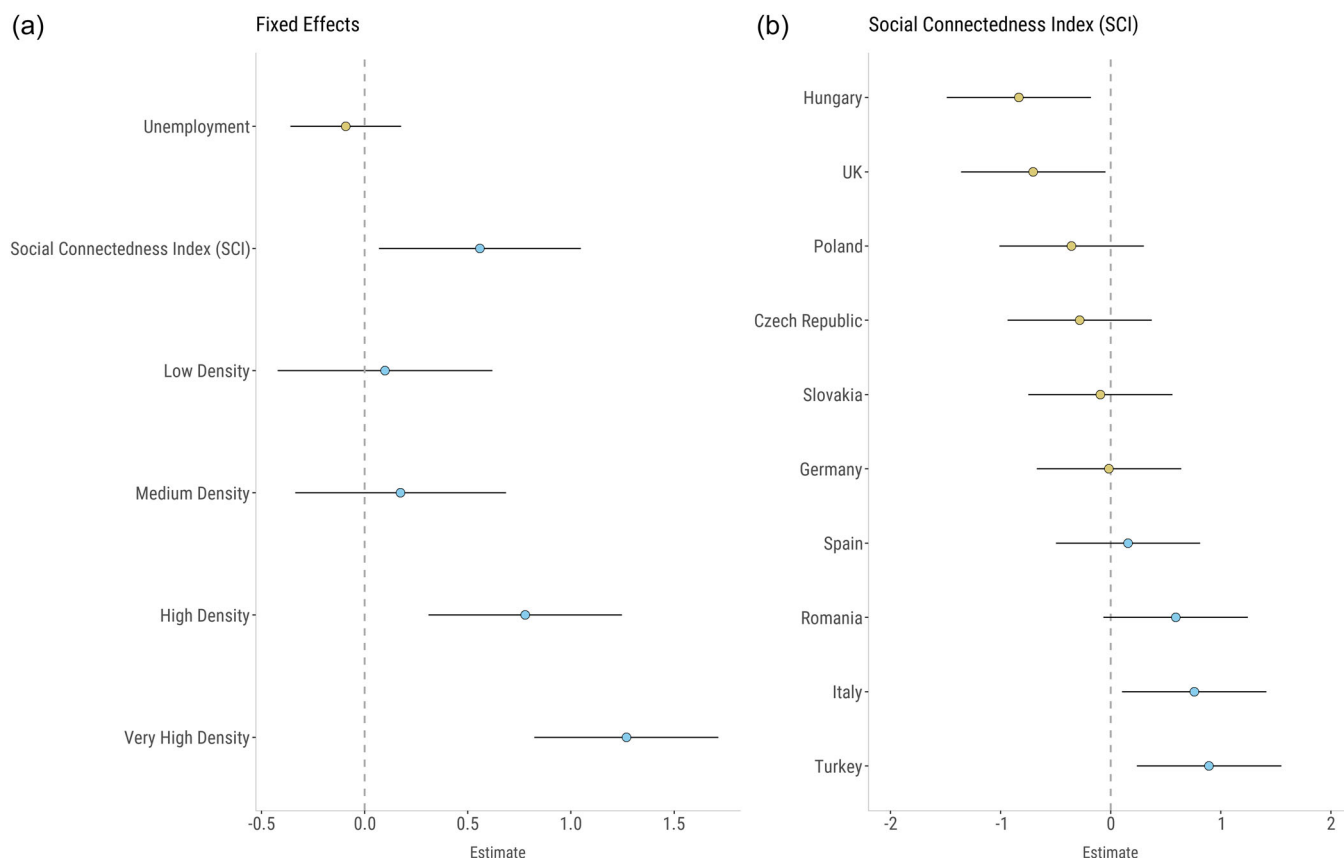 (a)
Fixed Effects
Unemployment
Social Connectedness Index (SCI)
Low Density
Medium Density
High Density
Very High Density
-0.5 0.0 0.5 1.0 1.5
Estimate
(b)
Social Connectedness Index (SCI)
Hungary
UK
Poland
Czech Republic
Slovakia
Germany
Spain
Romania
Italy
Turkey
-2 -1 0 1 2
Estimate